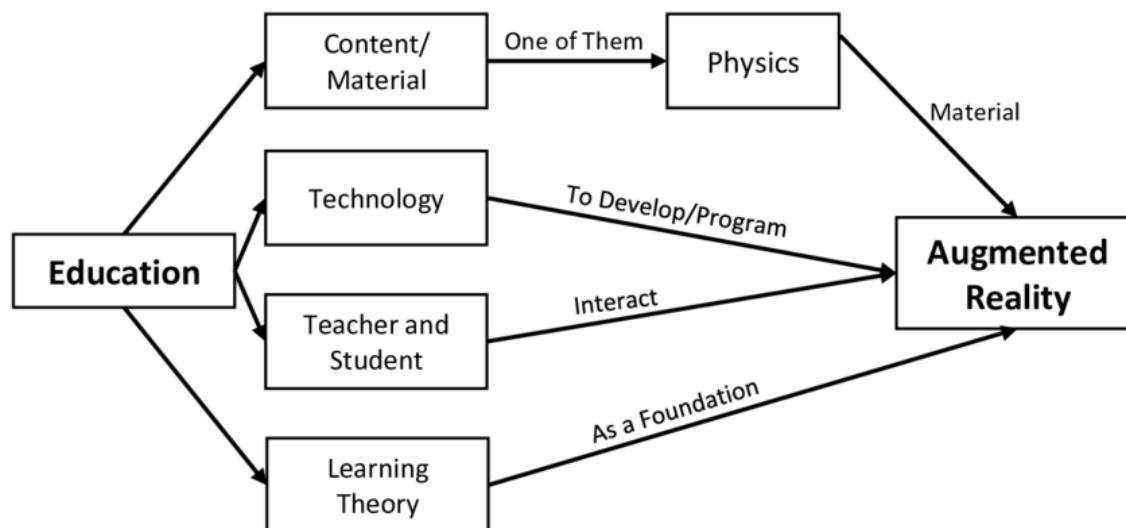 Content/
Material
One of Them
Physics
Material
Technology
To Develop/Program
Education
Augmented
Reality
Teacher and
Student
Interact
Learning
Theory
As a Foundation